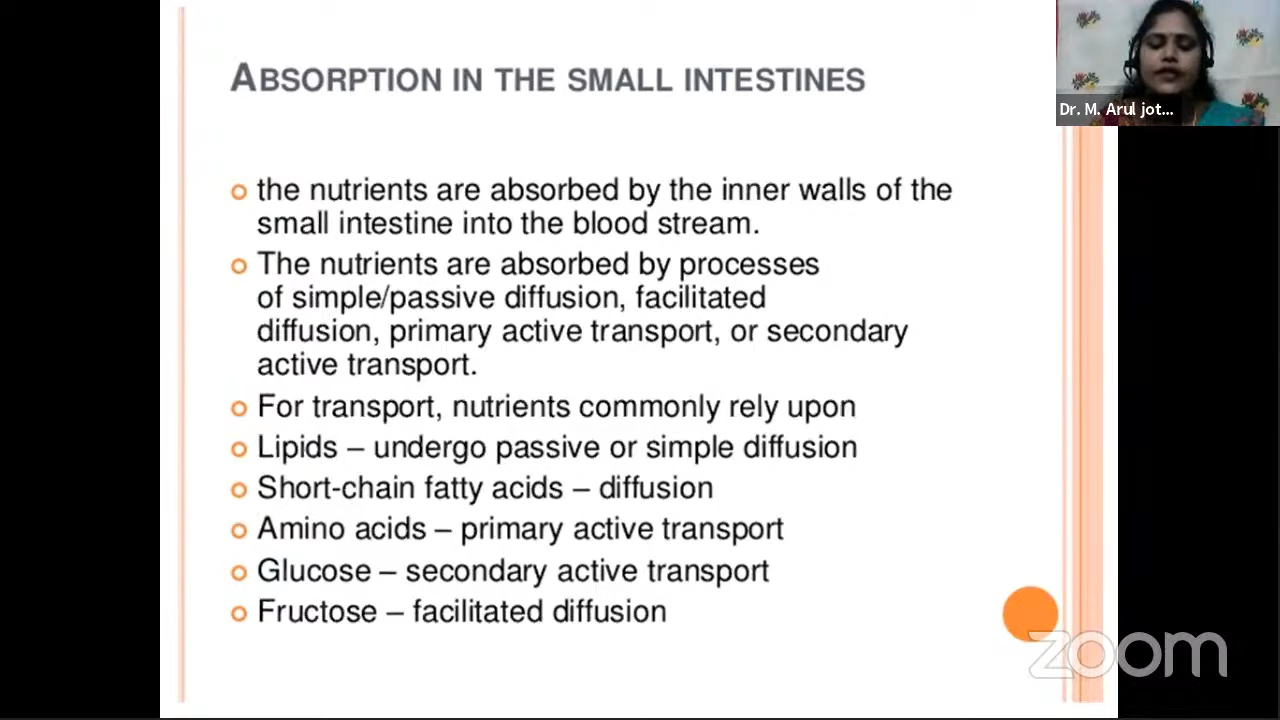 ABSORPTION IN THE SMALL INTESTINES
the nutrients are absorbed by the inner walls of the
small intestine into the blood stream.
The nutrients are absorbed by processes
of simple/passive diffusion, facilitated
diffusion, primary active transport, or secondary
active transport.
For transport, nutrients commonly rely upon
Lipids – undergo passive or simple diffusion
Short-chain fatty acids – diffusion
Amino acids – primary active transport
Glucose – secondary active transport
Fructose – facilitated diffusion
Dr. M. Arul jot...
zoom